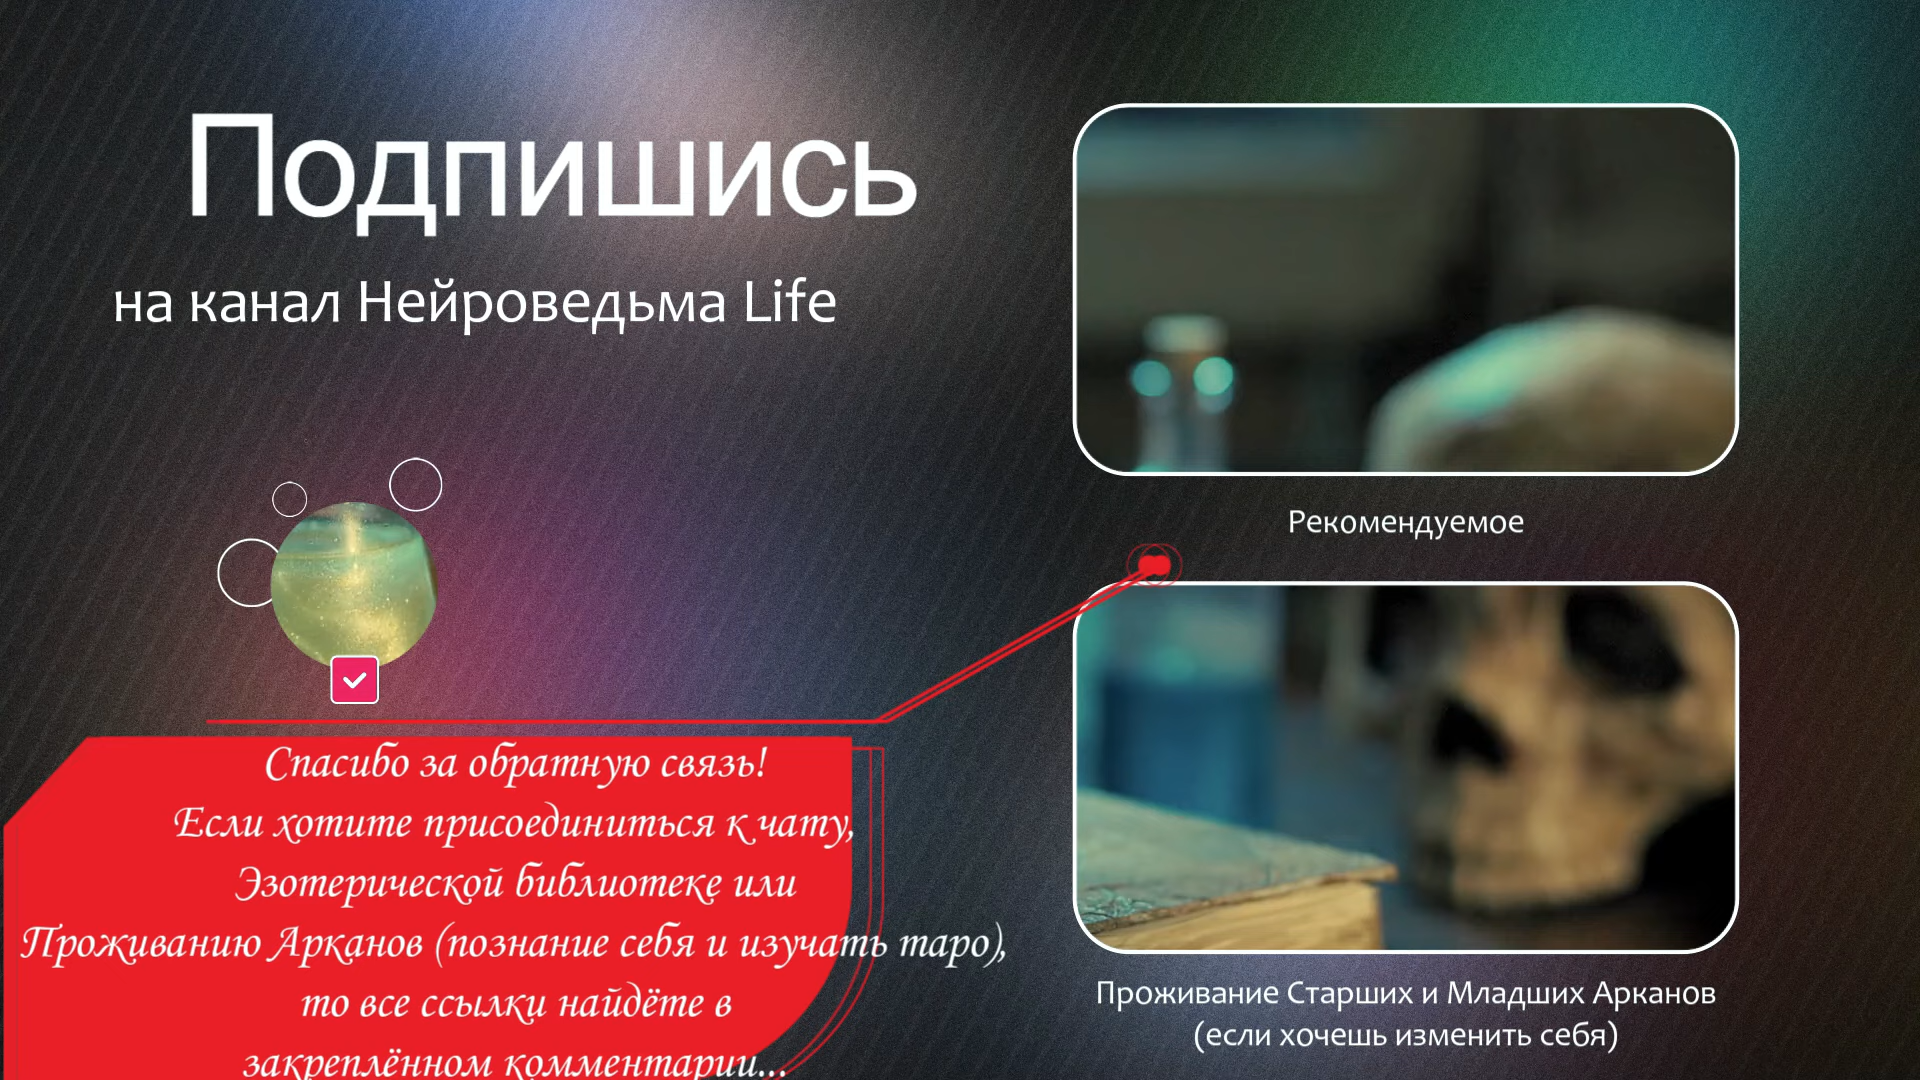 Подпишись
на канал Нейроведьма Life
Рекомендуемое
Спасибо за обратную связь!
Если хотите присоединиться к чату,
Эзотерической библиотеке или
Проживанию Арканов (познание себя и изучать таро),
то все ссылки найдёте в
закреплённом комментарии...
Проживание Старших и Младших Арканов
(если хочешь изменить себя)